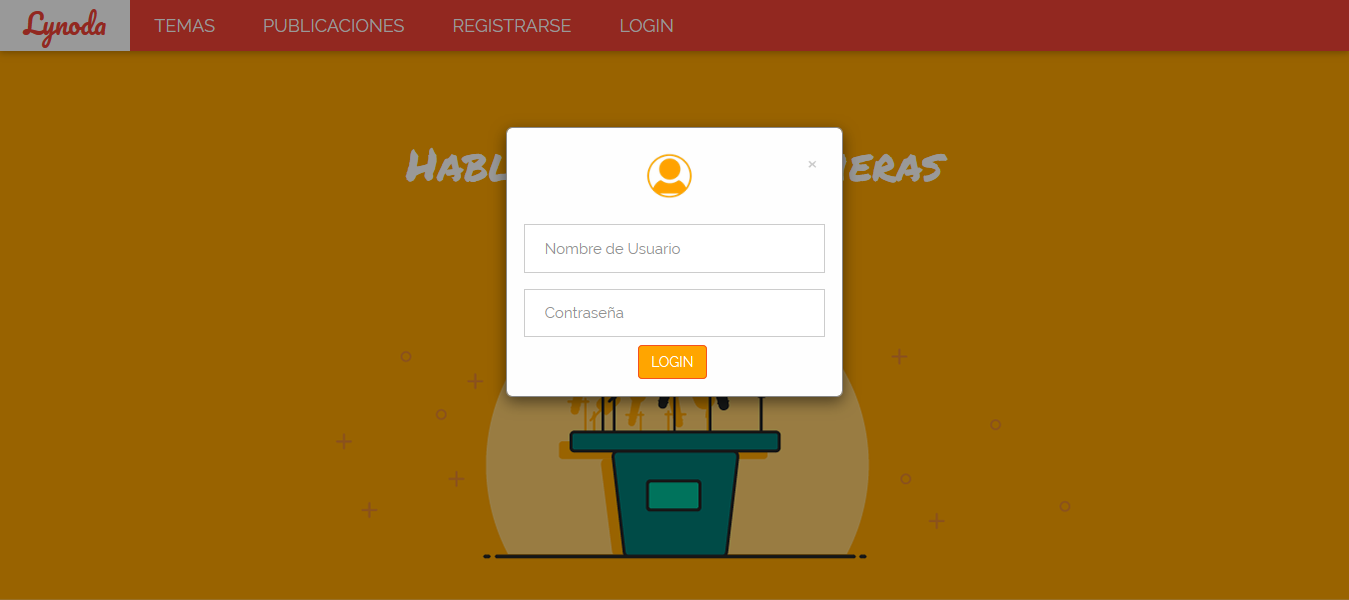 Lynoda
TEMAS
PUBLICACIONES
REGISTRARSE
LOGIN
×
Nombre de Usuario
Contraseña
LOGIN